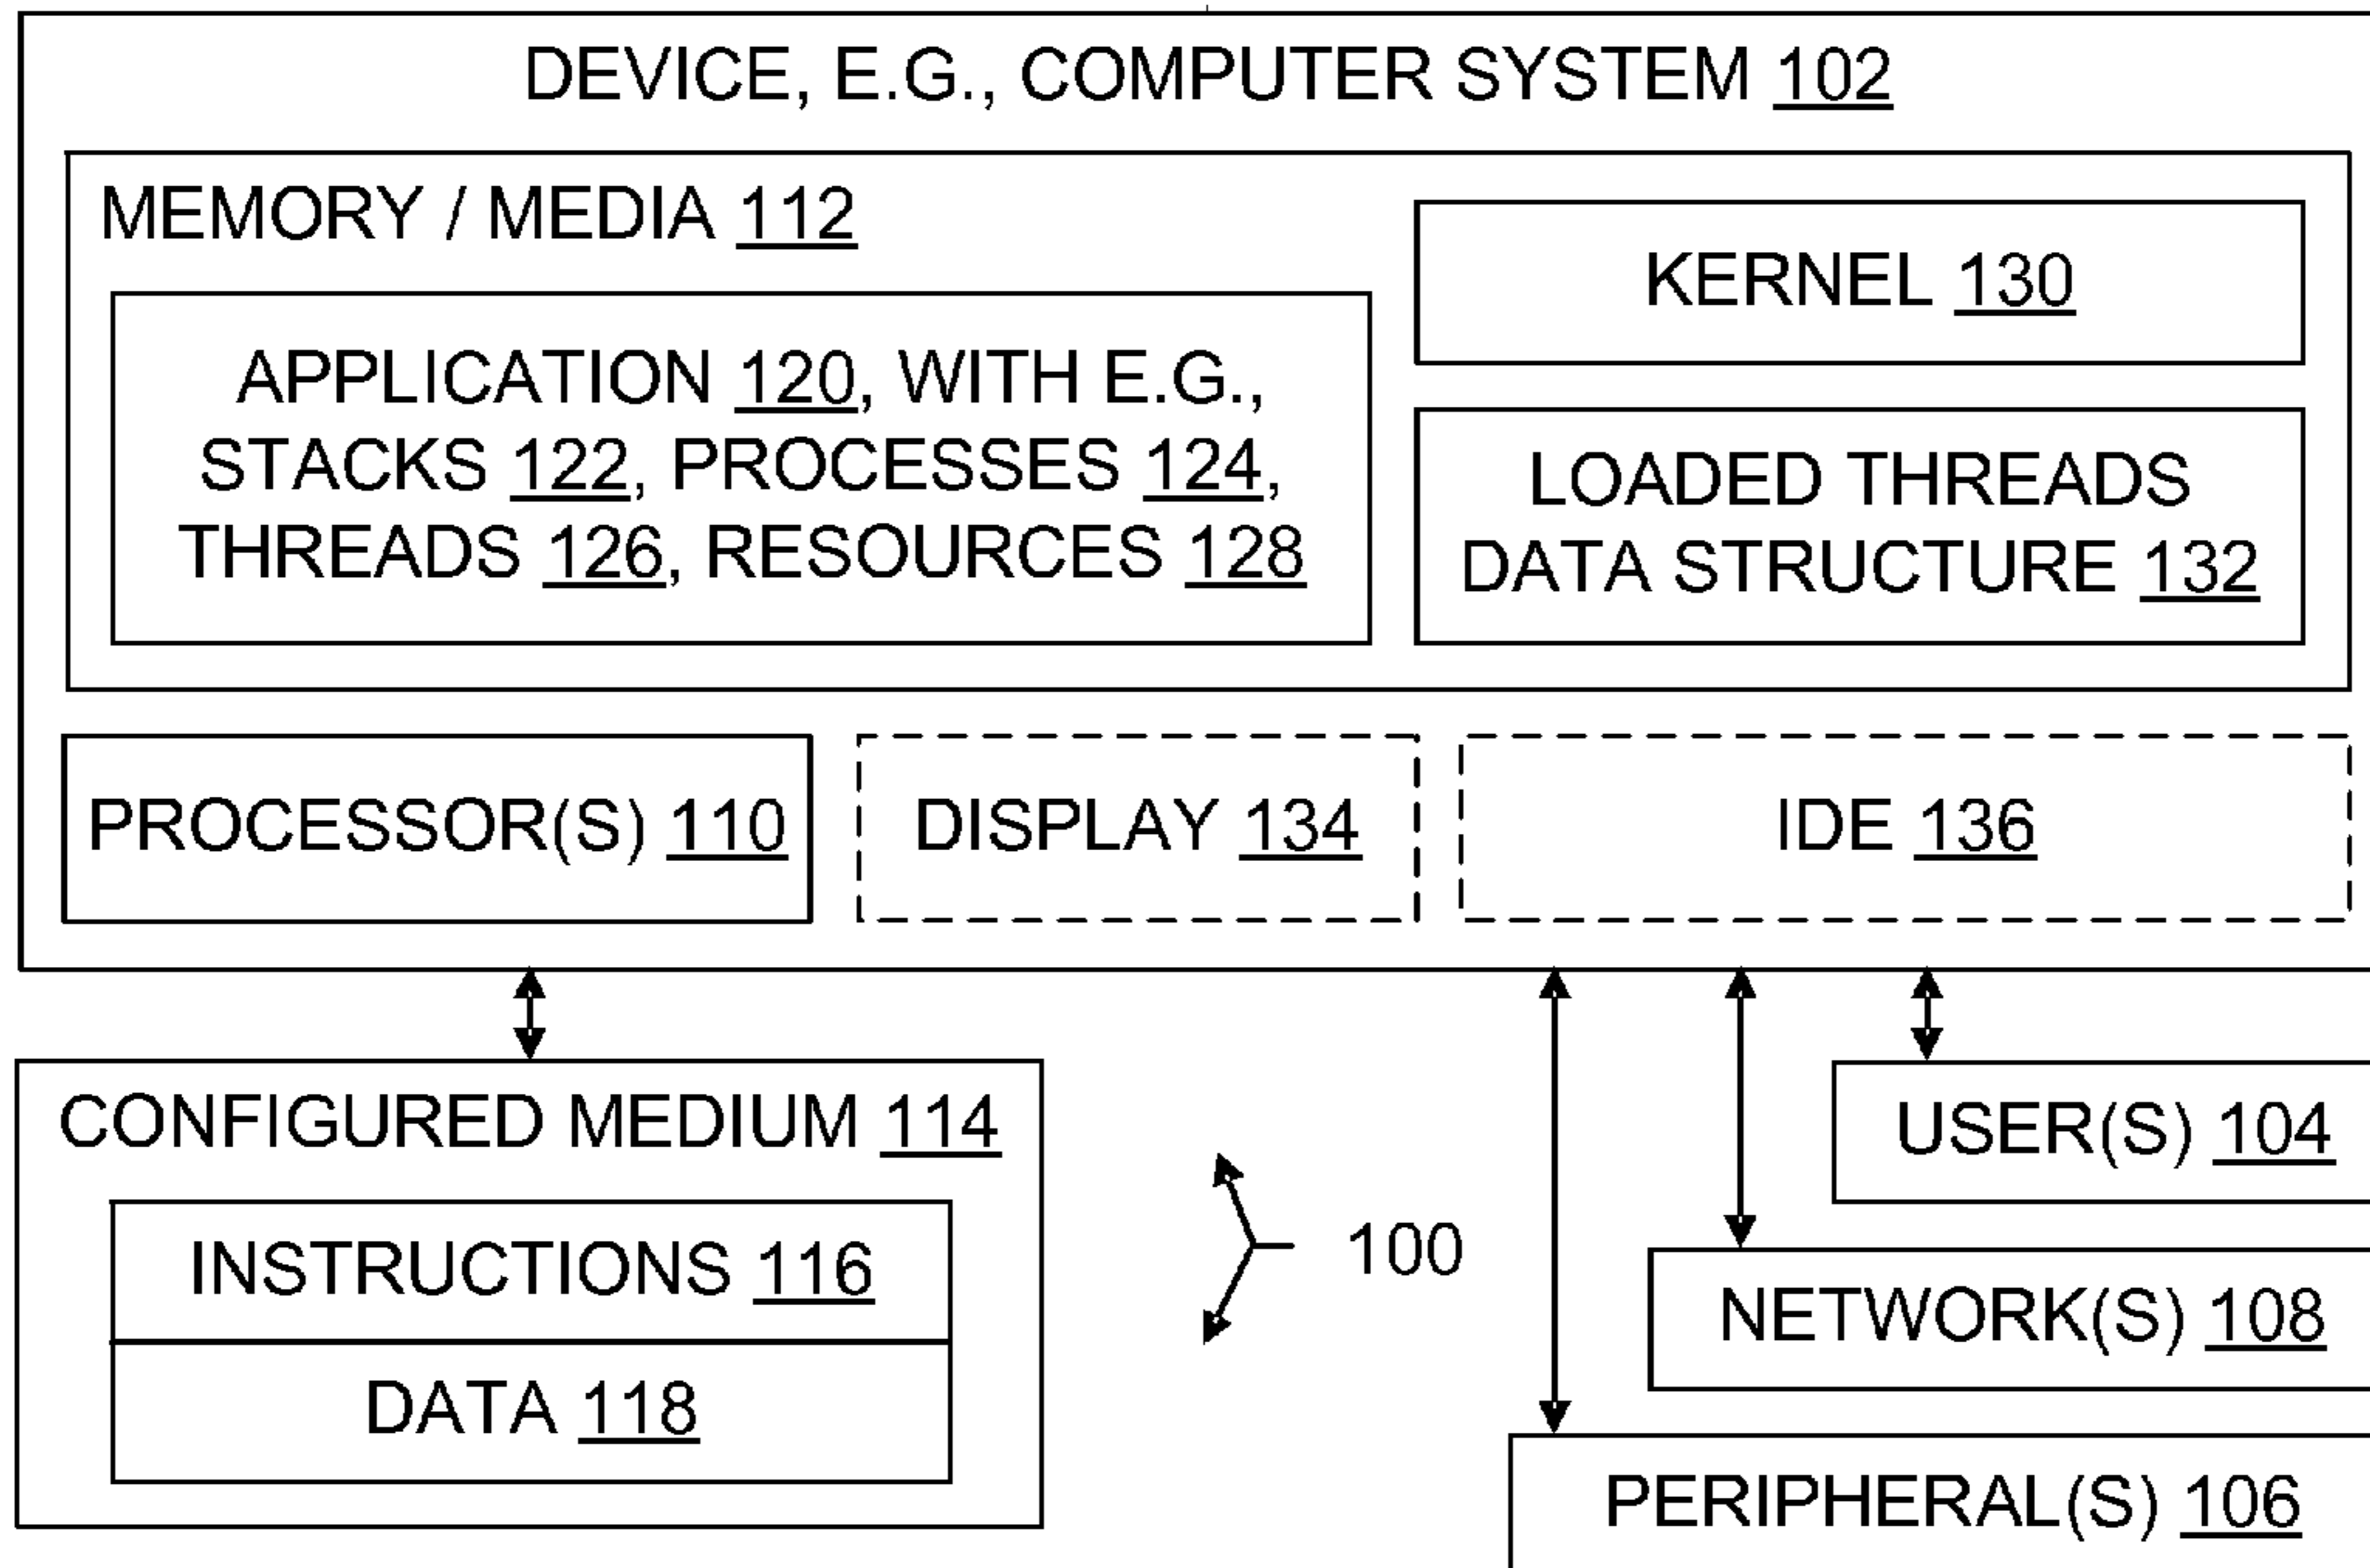 DEVICE, E.G., COMPUTER SYSTEM 102
MEMORY / MEDIA 112
APPLICATION 120, WITH E.G.,
STACKS 122, PROCESSES 124,
THREADS 126, RESOURCES 128
KERNEL 130
LOADED THREADS
DATA STRUCTURE 132
PROCESSOR(S) 110
DISPLAY 134
IDE 136
CONFIGURED MEDIUM 114
INSTRUCTIONS 116
DATA 118
100
USER(S) 104
NETWORK(S) 108
PERIPHERAL(S) 106